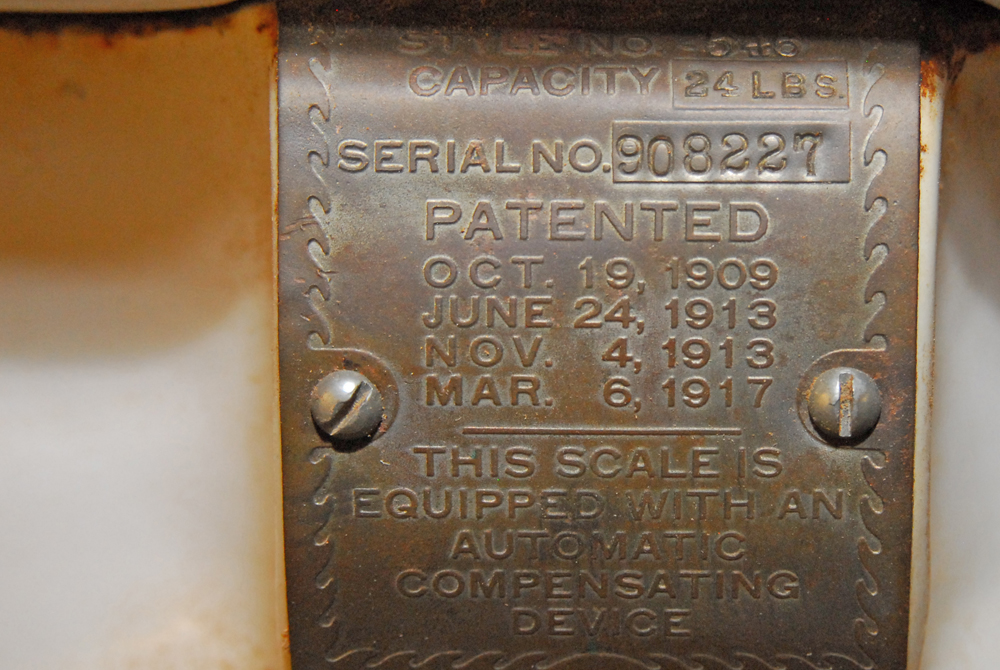 STYLE NO. 546
CAPACITY 24 LBS.
SERIAL NO. 908227
PATENTED
OCT. 19, 1909
JUNE 24, 1913
NOV. 4, 1913
MAR. 6, 1917
THIS SCALE IS
EQUIPPED WITH AN
AUTOMATIC
COMPENSATING
DEVICE